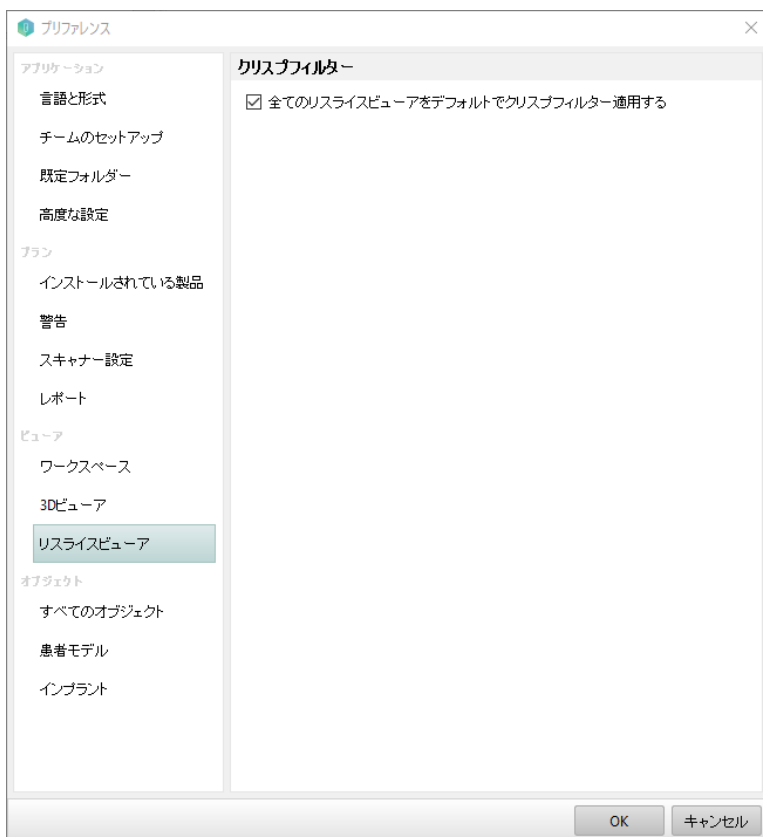 プリファレンス
アプリケーション
言語と形式
チームのセットアップ
既定フォルダー
高度な設定
プラン
インストールされている製品
警告
スキャナー設定
レポート
ビューア
ワークスペース
3Dビューア
リスライスビューア
オブジェクト
すべてのオブジェクト
患者モデル
インプラント
クリスプフィルター
全てのリスライスビューアをデフォルトでクリスプフィルター適用する
OK
キャンセル